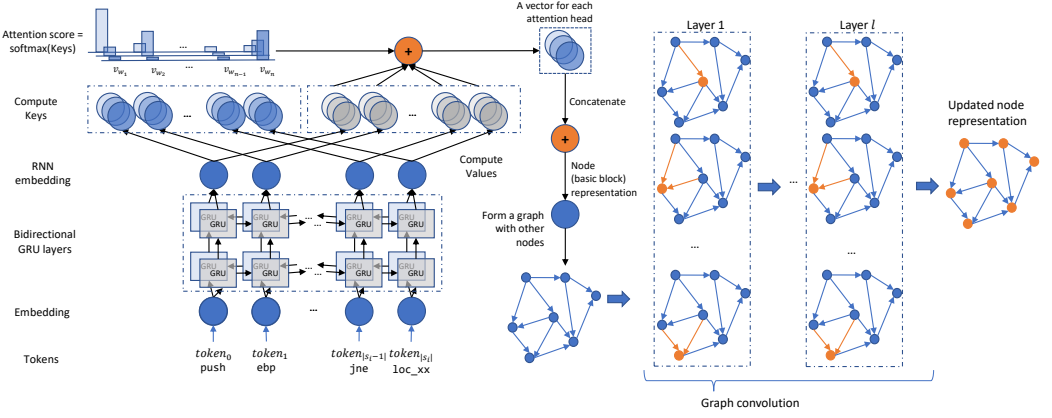 Attention score =
softmax(Keys)
v_{w_1} v_{w_2} ... v_{w_{n-1}} v_{w_n}
...
+
A vector for each
attention head
Compute
Keys
... ...
Concatenate
+
Compute
Values
Node
(basic block)
representation
RNN
embedding
Form a graph
with other
nodes
Bidirectional
GRU layers
GRU GRU GRU GRU
GRU GRU ... GRU GRU
...
GRU GRU GRU GRU
GRU GRU ... GRU GRU
...
Embedding
...
Tokens
token_0 token_1 token_{|s_i-1|} token_{|s_i|}
push ebp jne loc_xx
Layer 1 Layer l
...
... ...
Updated node
representation
Graph convolution